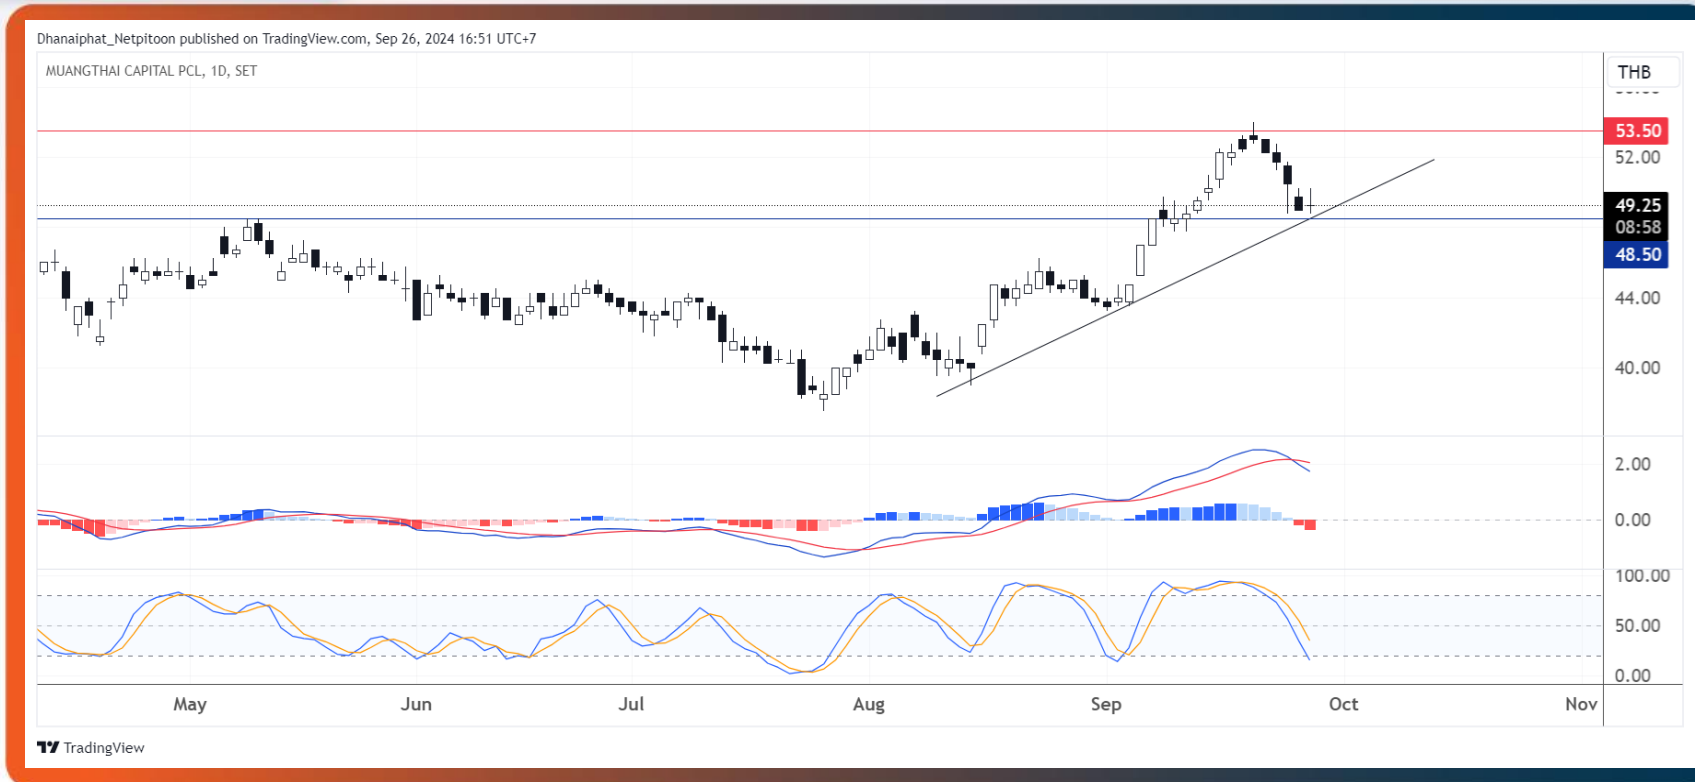 Dhanaiphat_Netpitoon published on TradingView.com, Sep 26, 2024 16:51 UTC+7
MUANGTHAI CAPITAL PCL, 1D, SET
THB
53.50
52.00
49.25
08:58
48.50
44.00
40.00
2.00
0.00
100.00
50.00
0.00
May Jun Jul Aug Sep Oct Nov
TradingView